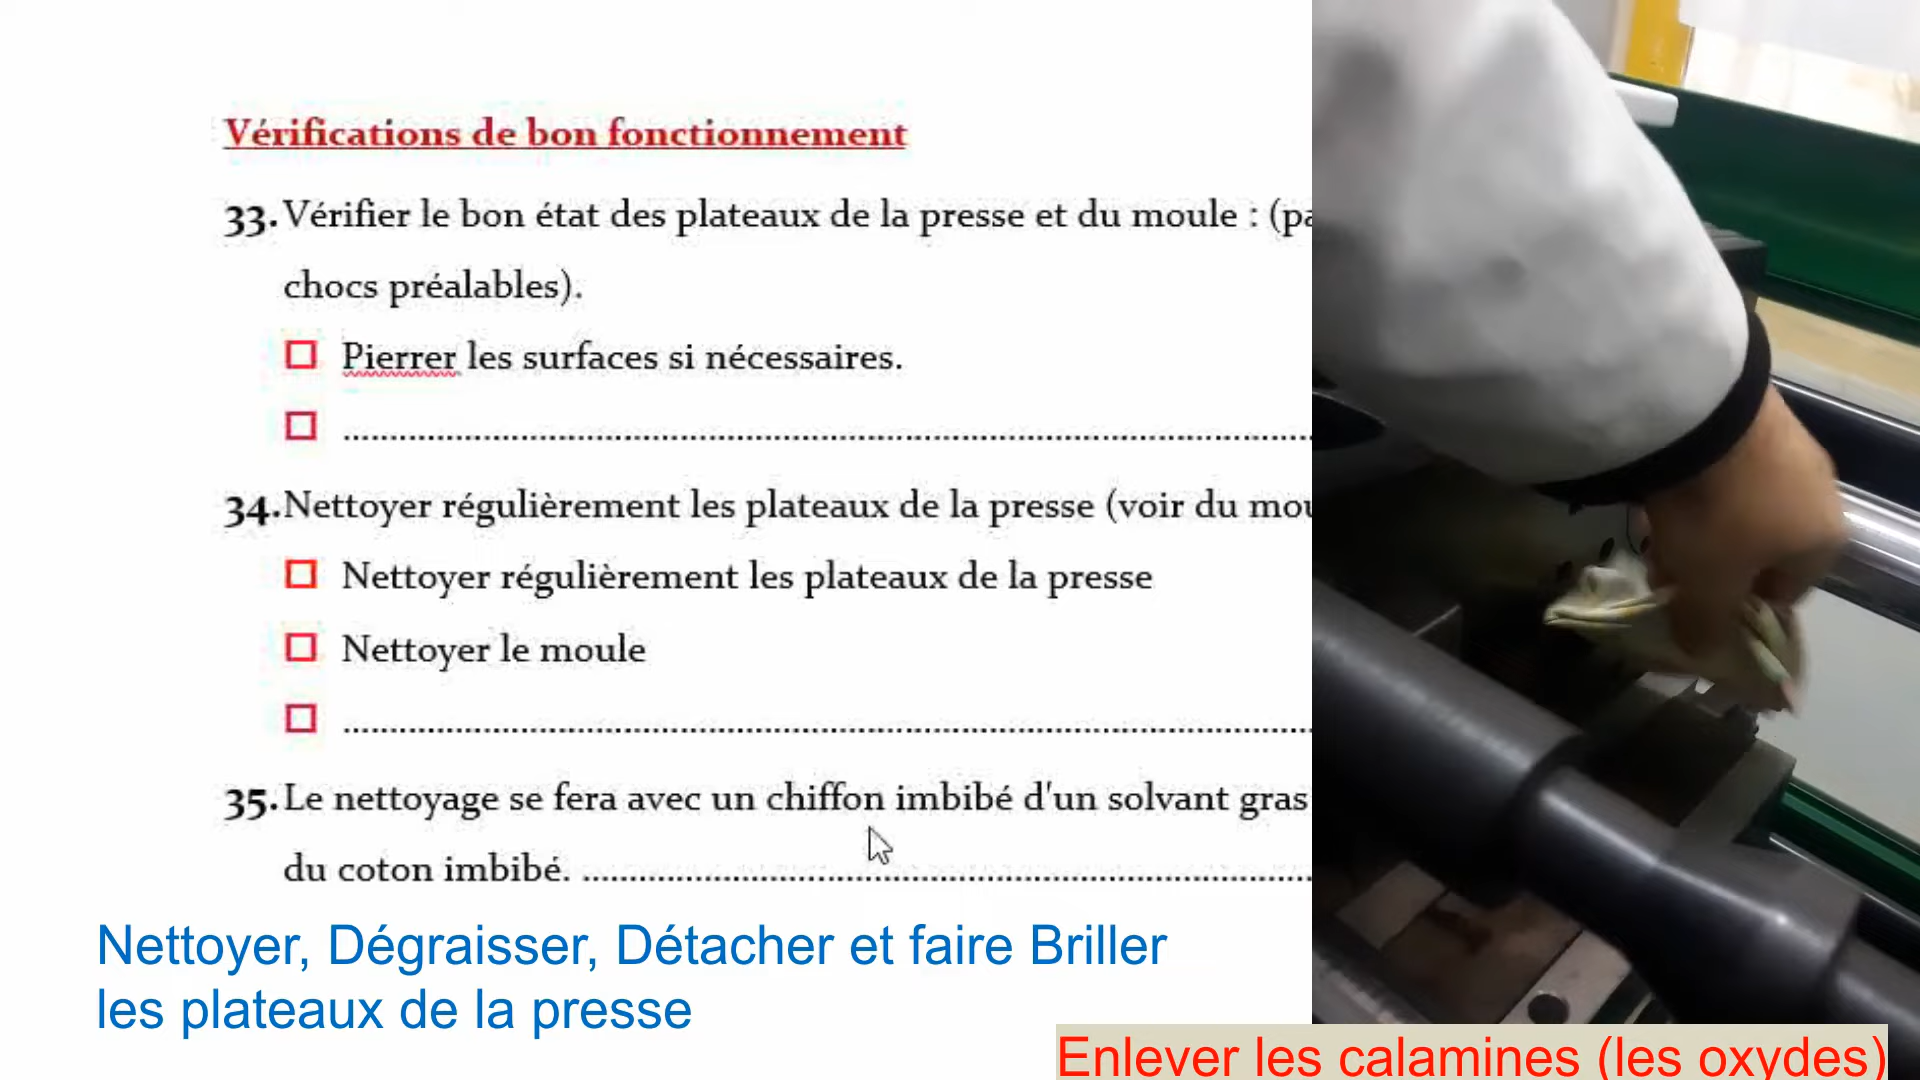 Vérifications de bon fonctionnement
33. Vérifier le bon état des plateaux de la presse et du moule : (pa
chocs préalables).
Pierrer les surfaces si nécessaires.
34. Nettoyer régulièrement les plateaux de la presse (voir du mou
Nettoyer régulièrement les plateaux de la presse
Nettoyer le moule
35. Le nettoyage se fera avec un chiffon imbibé d'un solvant gras
du coton imbibé. ..........................................................
Nettoyer, Dégraisser, Détacher et faire Briller
les plateaux de la presse
Enlever les calamines (les oxydes)